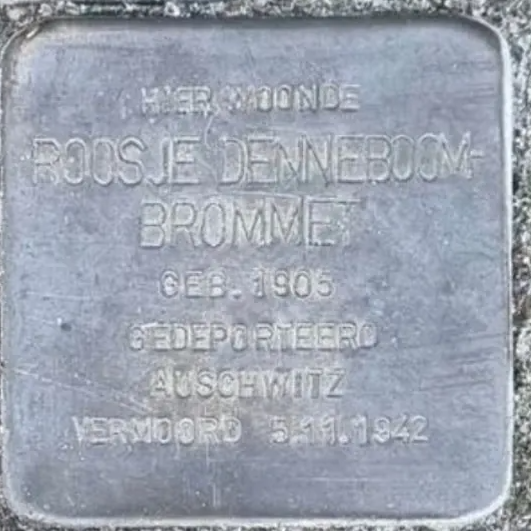 HIER WOONDE
ROOSJE DENNEBOOM-
BROMMET
GEB. 1905
GEDEPORTEERD
AUSCHWITZ
VERMOORD 5.11.1942